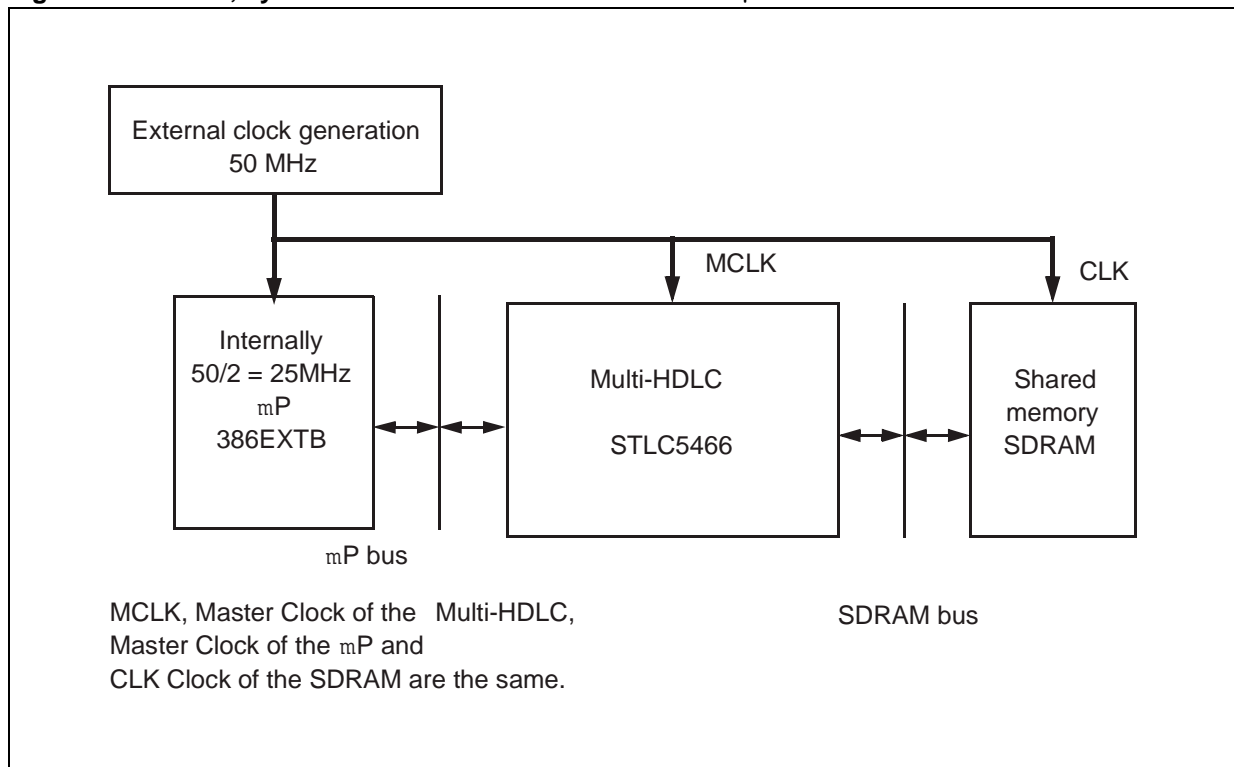 External clock generation
50 MHz
MCLK
CLK
Internally
50/2 = 25MHz
mP
386EXTB
Multi-HDLC
STLC5466
Shared
memory
SDRAM
mP bus
SDRAM bus
MCLK, Master Clock of the Multi-HDLC,
Master Clock of the mP and
CLK Clock of the SDRAM are the same.